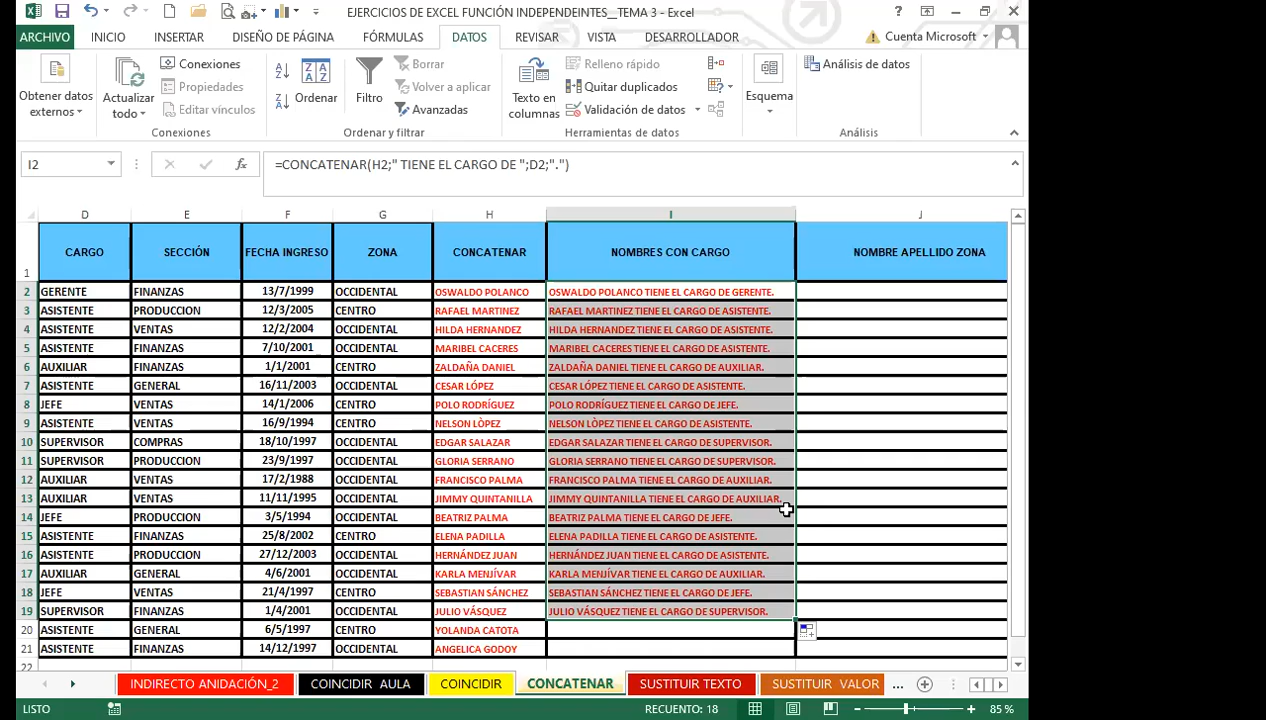 EJERCICIOS DE EXCEL FUNCIÓN INDEPENDEINTES__TEMA 3 - Excel
ARCHIVO INICIO INSERTAR DISEÑO DE PÁGINA FÓRMULAS DATOS REVISAR VISTA DESARROLLADOR Cuenta Microsoft
Obtener datos externos
Actualizar todo
Conexiones
Propiedades
Editar vínculos
Conexiones
Ordenar
Filtro
Borrar
Volver a aplicar
Avanzadas
Ordenar y filtrar
Texto en columnas
Relleno rápido
Quitar duplicados
Validación de datos
Herramientas de datos
Esquema
Análisis de datos
Análisis
I2 fx =CONCATENAR(H2;" TIENE EL CARGO DE ";D2;".")
D E F G H I J
1 CARGO SECCIÓN FECHA INGRESO ZONA CONCATENAR NOMBRES CON CARGO NOMBRE APELLIDO ZONA
2 GERENTE FINANZAS 13/7/1999 OCCIDENTAL OSWALDO POLANCO OSWALDO POLANCO TIENE EL CARGO DE GERENTE.
3 ASISTENTE PRODUCCION 12/3/2005 CENTRO RAFAEL MARTINEZ RAFAEL MARTINEZ TIENE EL CARGO DE ASISTENTE.
4 ASISTENTE VENTAS 12/2/2004 OCCIDENTAL HILDA HERNANDEZ HILDA HERNANDEZ TIENE EL CARGO DE ASISTENTE.
5 ASISTENTE FINANZAS 7/10/2001 OCCIDENTAL MARIBEL CACERES MARIBEL CACERES TIENE EL CARGO DE ASISTENTE.
6 AUXILIAR FINANZAS 1/1/2001 CENTRO ZALDAÑA DANIEL ZALDAÑA DANIEL TIENE EL CARGO DE AUXILIAR.
7 ASISTENTE GENERAL 16/11/2003 OCCIDENTAL CESAR LÓPEZ CESAR LÓPEZ TIENE EL CARGO DE ASISTENTE.
8 JEFE VENTAS 14/1/2006 CENTRO POLO RODRÍGUEZ POLO RODRÍGUEZ TIENE EL CARGO DE JEFE.
9 ASISTENTE VENTAS 16/9/1994 CENTRO NELSON LÒPEZ NELSON LÒPEZ TIENE EL CARGO DE ASISTENTE.
10 SUPERVISOR COMPRAS 18/10/1997 OCCIDENTAL EDGAR SALAZAR EDGAR SALAZAR TIENE EL CARGO DE SUPERVISOR.
11 SUPERVISOR PRODUCCION 23/9/1997 OCCIDENTAL GLORIA SERRANO GLORIA SERRANO TIENE EL CARGO DE SUPERVISOR.
12 AUXILIAR VENTAS 17/2/1988 OCCIDENTAL FRANCISCO PALMA FRANCISCO PALMA TIENE EL CARGO DE AUXILIAR.
13 AUXILIAR VENTAS 11/11/1995 OCCIDENTAL JIMMY QUINTANILLA JIMMY QUINTANILLA TIENE EL CARGO DE AUXILIAR.
14 JEFE PRODUCCION 3/5/1994 OCCIDENTAL BEATRIZ PALMA BEATRIZ PALMA TIENE EL CARGO DE JEFE.
15 ASISTENTE VENTAS 25/8/2002 CENTRO ELENA PADILLA ELENA PADILLA TIENE EL CARGO DE ASISTENTE.
16 ASISTENTE PRODUCCION 27/12/2003 OCCIDENTAL HERNÁNDEZ JUAN HERNÁNDEZ JUAN TIENE EL CARGO DE ASISTENTE.
17 AUXILIAR GENERAL 4/6/2001 OCCIDENTAL KARLA MENJÍVAR KARLA MENJÍVAR TIENE EL CARGO DE AUXILIAR.
18 JEFE VENTAS 21/4/1997 CENTRO SEBASTIAN SÁNCHEZ SEBASTIAN SÁNCHEZ TIENE EL CARGO DE JEFE.
19 SUPERVISOR FINANZAS 1/4/2001 OCCIDENTAL JULIO VÁSQUEZ JULIO VÁSQUEZ TIENE EL CARGO DE SUPERVISOR.
20 ASISTENTE GENERAL 6/5/1997 CENTRO YOLANDA CATOTA
21 ASISTENTE FINANZAS 14/12/1997 OCCIDENTAL ANGELICA GODOY
22
INDIRECTO ANIDACIÓN_2 COINCIDIR AULA COINCIDIR CONCATENAR SUSTITUIR TEXTO SUSTITUIR VALOR ...
LISTO RECUENTO: 18 85 %